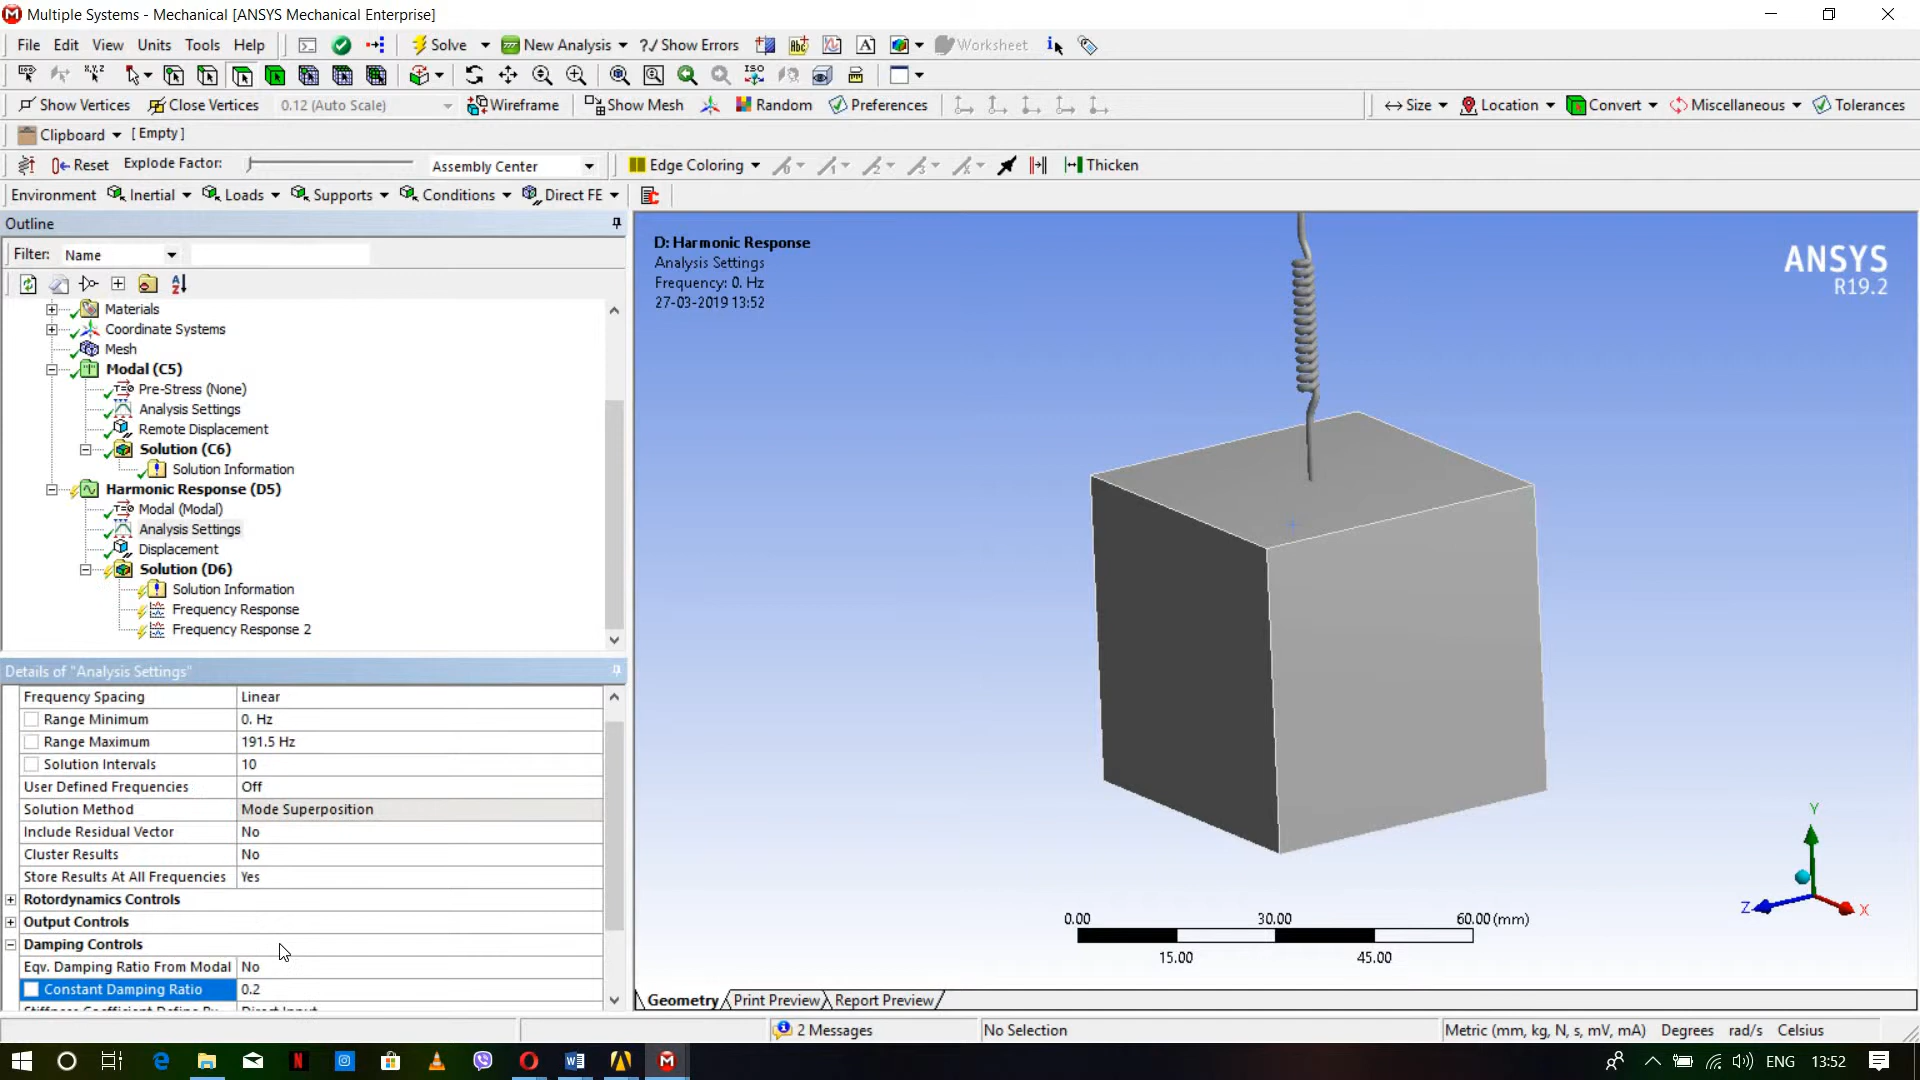 Multiple Systems - Mechanical [ANSYS Mechanical Enterprise]
File Edit View Units Tools Help Solve New Analysis ?/ Show Errors Worksheet
Show Vertices Close Vertices 0.12 (Auto Scale) Wireframe Show Mesh Random Preferences Size Location Convert Miscellaneous Tolerances
Clipboard [ Empty ]
Reset Explode Factor: Assembly Center Edge Coloring Thicken
Environment Inertial Loads Supports Conditions Direct FE
Outline
Filter: Name
Materials
Coordinate Systems
Mesh
Modal (C5)
Pre-Stress (None)
Analysis Settings
Remote Displacement
Solution (C6)
Solution Information
Harmonic Response (D5)
Modal (Modal)
Analysis Settings
Displacement
Solution (D6)
Solution Information
Frequency Response
Frequency Response 2
Details of "Analysis Settings"
Frequency Spacing Linear
Range Minimum 0. Hz
Range Maximum 191.5 Hz
Solution Intervals 10
User Defined Frequencies Off
Solution Method Mode Superposition
Include Residual Vector No
Cluster Results No
Store Results At All Frequencies Yes
Rotordynamics Controls
Output Controls
Damping Controls
Eqv. Damping Ratio From Modal No
Constant Damping Ratio 0.2
D: Harmonic Response
Analysis Settings
Frequency: 0. Hz
27-03-2019 13:52
ANSYS
R19.2
Y
Z
X
0.00 30.00 60.00 (mm)
15.00 45.00
Geometry Print Preview Report Preview
2 Messages No Selection Metric (mm, kg, N, s, mV, mA) Degrees rad/s Celsius
ENG 13:52